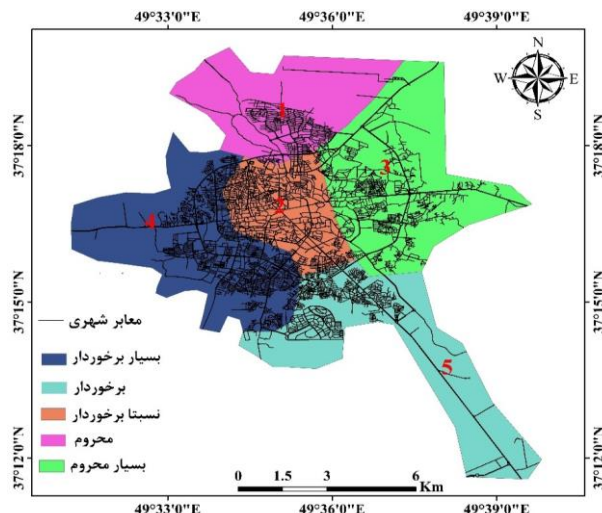 49°33'0"E 49°36'0"E 49°39'0"E
N
W E
S
37°18'0"N 37°18'0"N
37°15'0"N 37°15'0"N
37°12'0"N 37°12'0"N
1
3
2
4
5
معابر شهری
بسیار برخوردار
برخوردار
نسبتا برخوردار
محروم
بسیار محروم
0 1.5 3 6
Km
49°33'0"E 49°36'0"E 49°39'0"E